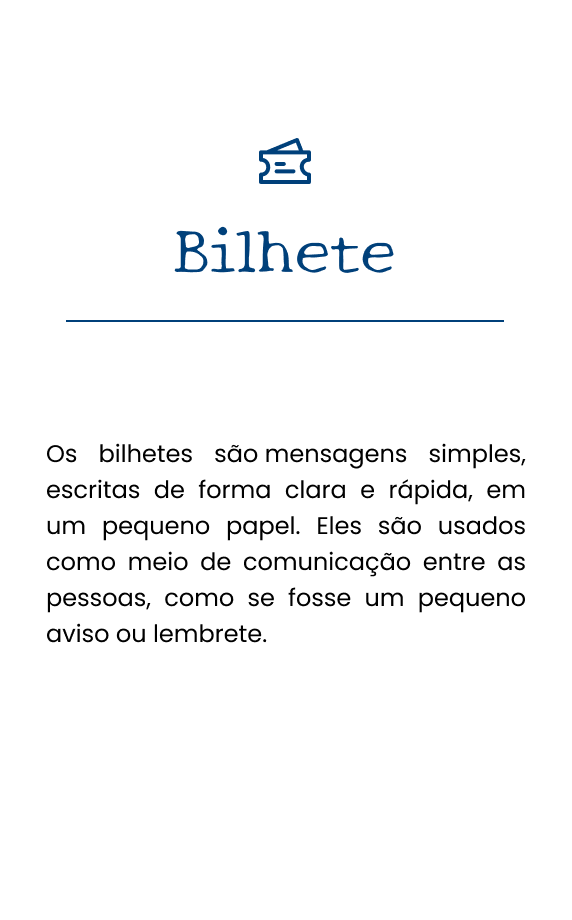 Bilhete
Os bilhetes são mensagens simples,
escritas de forma clara e rápida, em
um pequeno papel. Eles são usados
como meio de comunicação entre as
pessoas, como se fosse um pequeno
aviso ou lembrete.